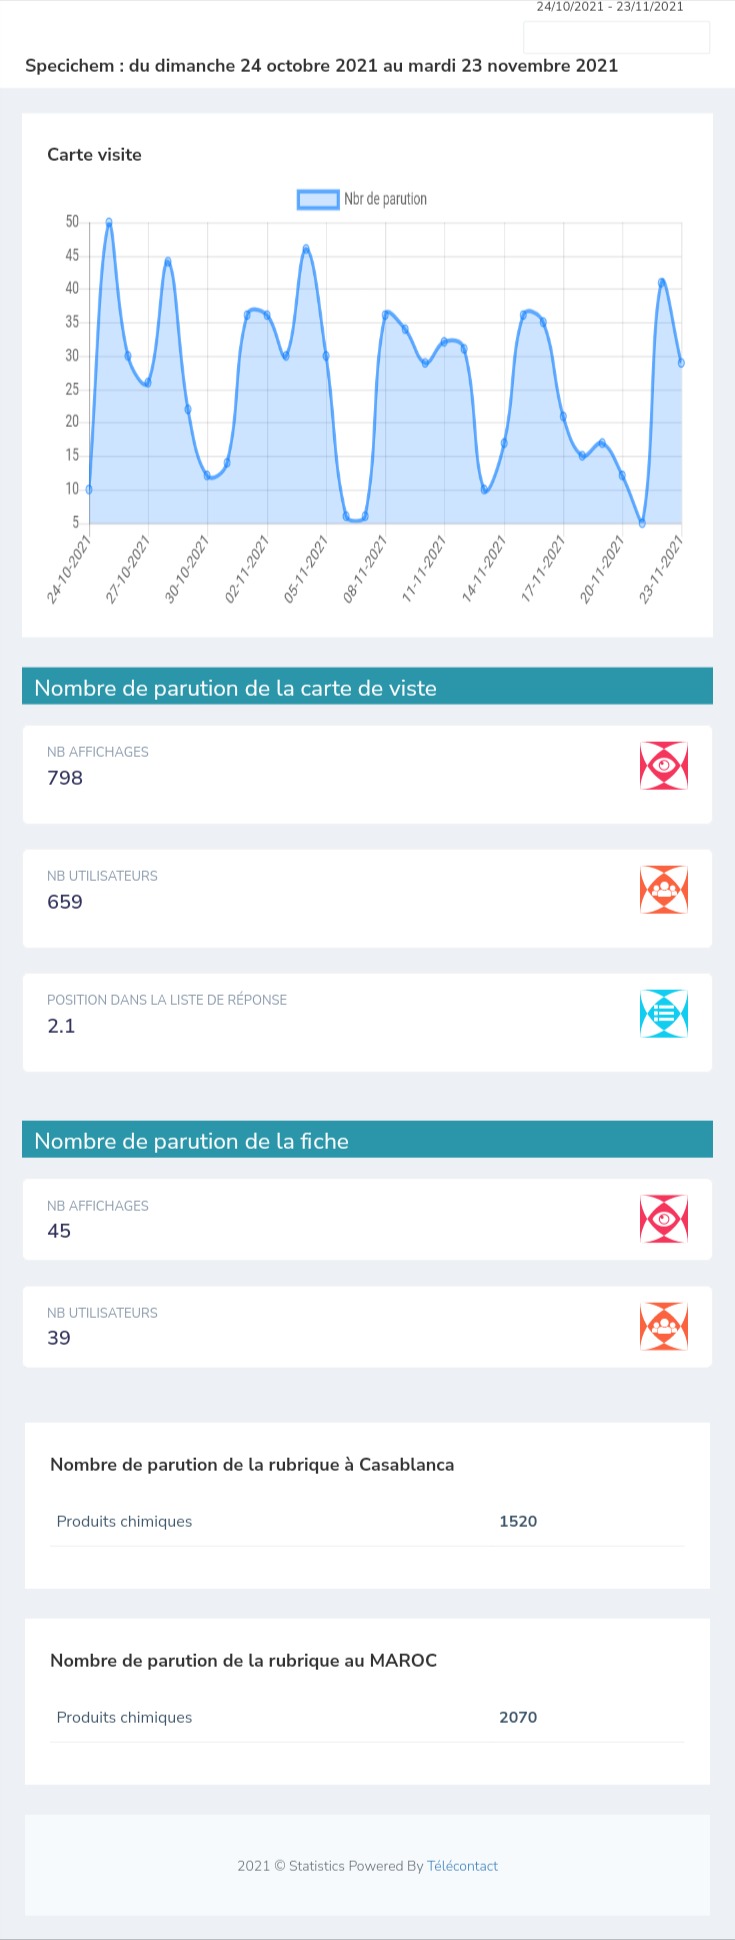 24/10/2021 - 23/11/2021
Specichem : du dimanche 24 octobre 2021 au mardi 23 novembre 2021
Carte visite
Nbr de parution
50
45
40
35
30
25
20
15
10
5
24-10-2021 27-10-2021 30-10-2021 02-11-2021 05-11-2021 08-11-2021 11-11-2021 14-11-2021 17-11-2021 20-11-2021 23-11-2021
Nombre de parution de la carte de viste
NB AFFICHAGES
798
NB UTILISATEURS
659
POSITION DANS LA LISTE DE RÉPONSE
2.1
Nombre de parution de la fiche
NB AFFICHAGES
45
NB UTILISATEURS
39
Nombre de parution de la rubrique à Casablanca
Produits chimiques 1520
Nombre de parution de la rubrique au MAROC
Produits chimiques 2070
2021 © Statistics Powered By Télécontact